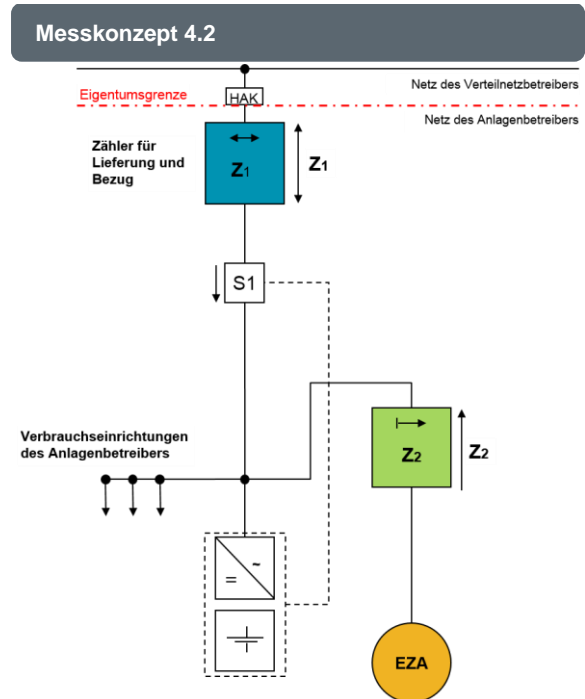 Messkonzept 4.2
Netz des Verteilnetzbetreibers
Eigentumsgrenze
HAK
Netz des Anlagenbetreibers
Zähler für
Lieferung und
Bezug
Z1
Z1
S1
Verbrauchseinrichtungen
des Anlagenbetreibers
Z2
Z2
= ~
EZA